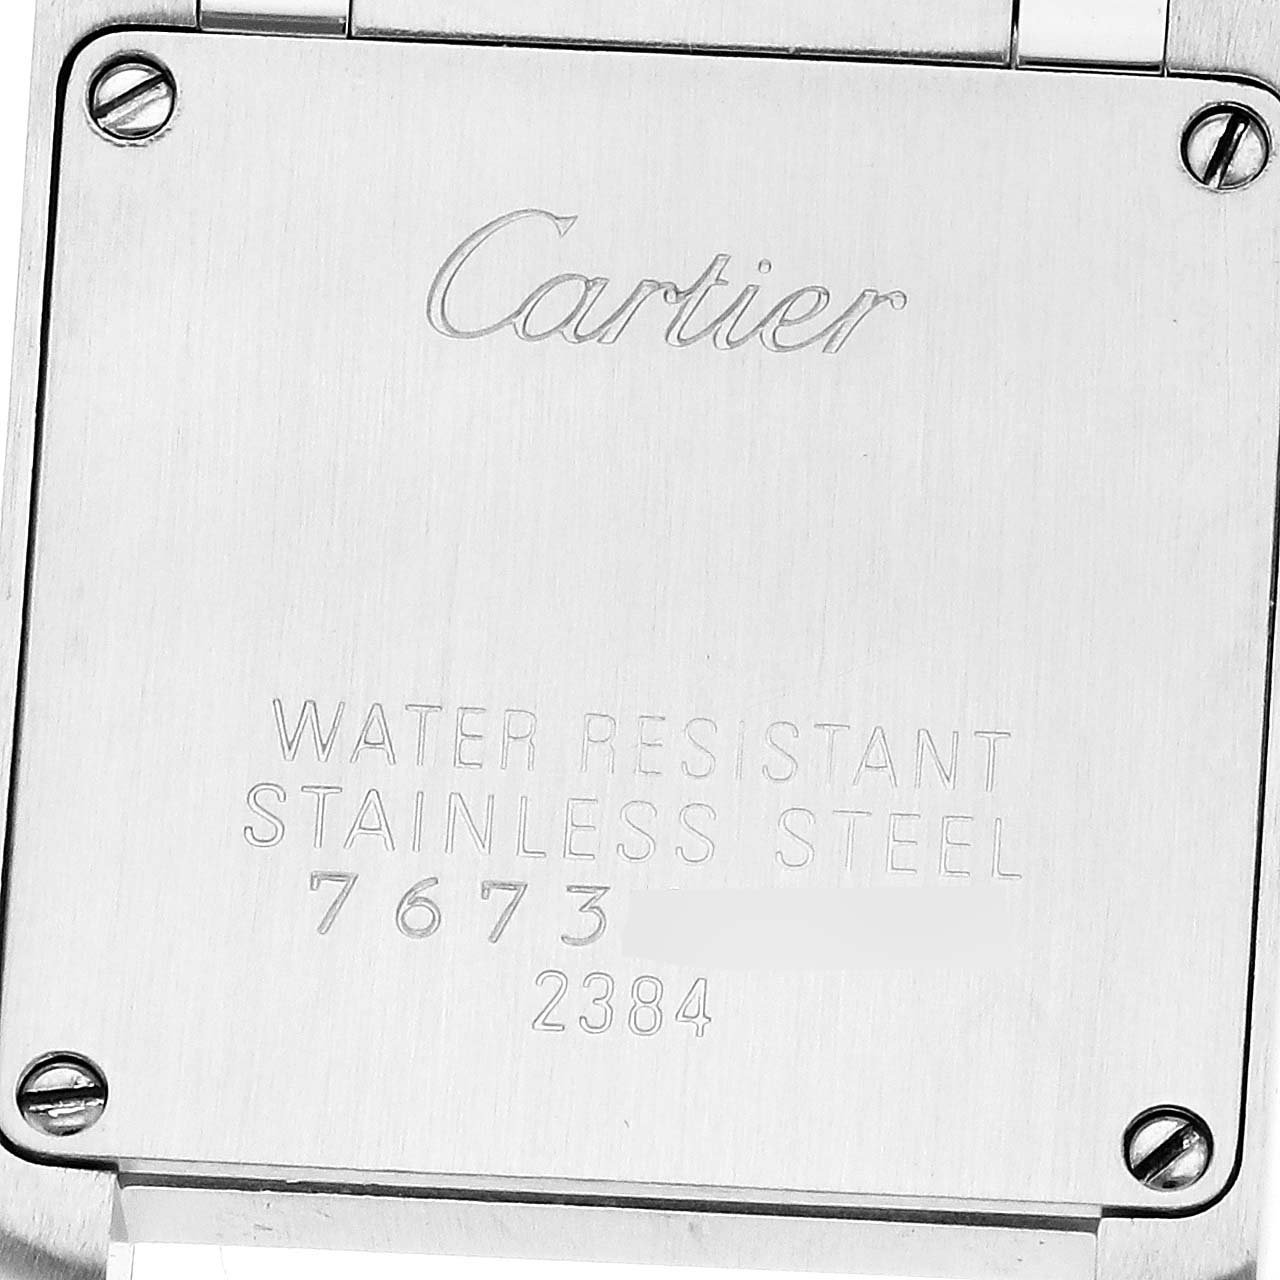 Cartier
WATER RESISTANT
STAINLESS STEEL
7673
2384